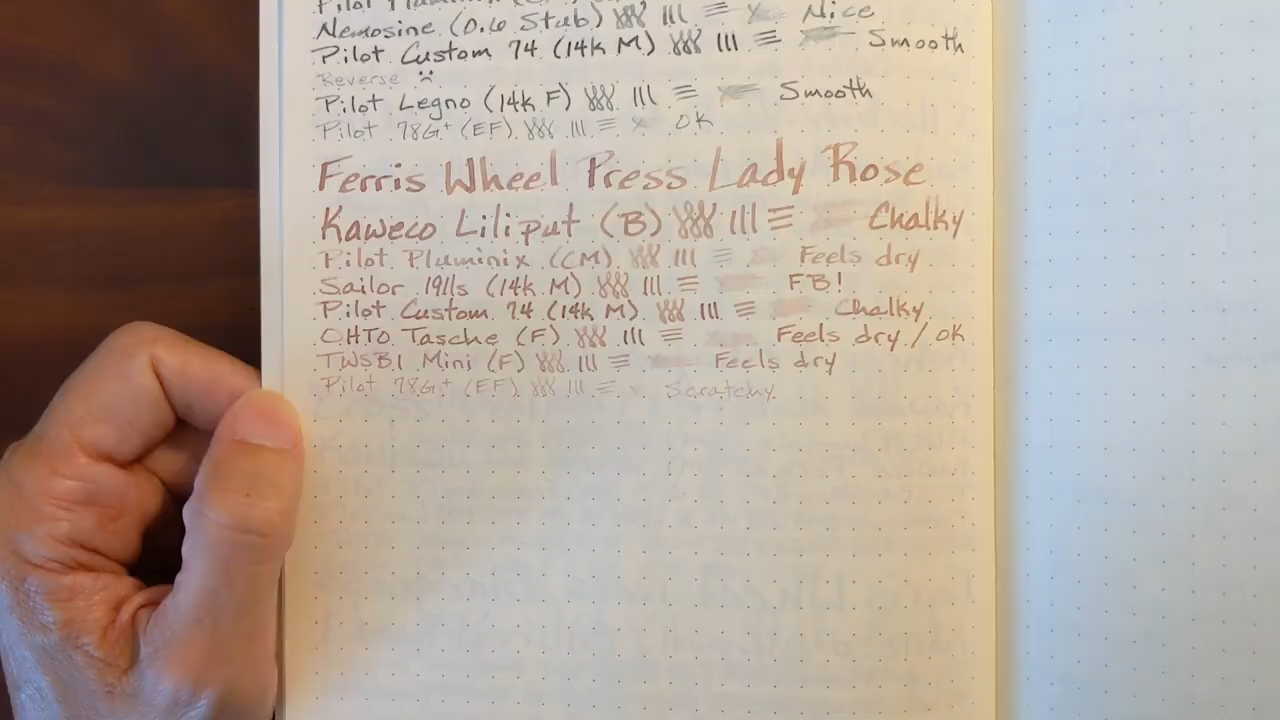 Pilot Pluminix
Nemosine (0.6 Stub) Nice
Pilot Custom 74 (14k M) Smooth
Reverse :(
Pilot Legno (14k F) Smooth
Pilot 78G+ (EF) OK
Ferris Wheel Press Lady Rose
Kaweco Liliput (B) Chalky
Pilot Pluminix (CM) Feels dry
Sailor 1911s (14k M) FB!
Pilot Custom 74 (14k M) Chalky
OHTO Tasche (F) Feels dry / OK
TWSBI Mini (F) Feels dry
Pilot 78G+ (EF) Scratchy